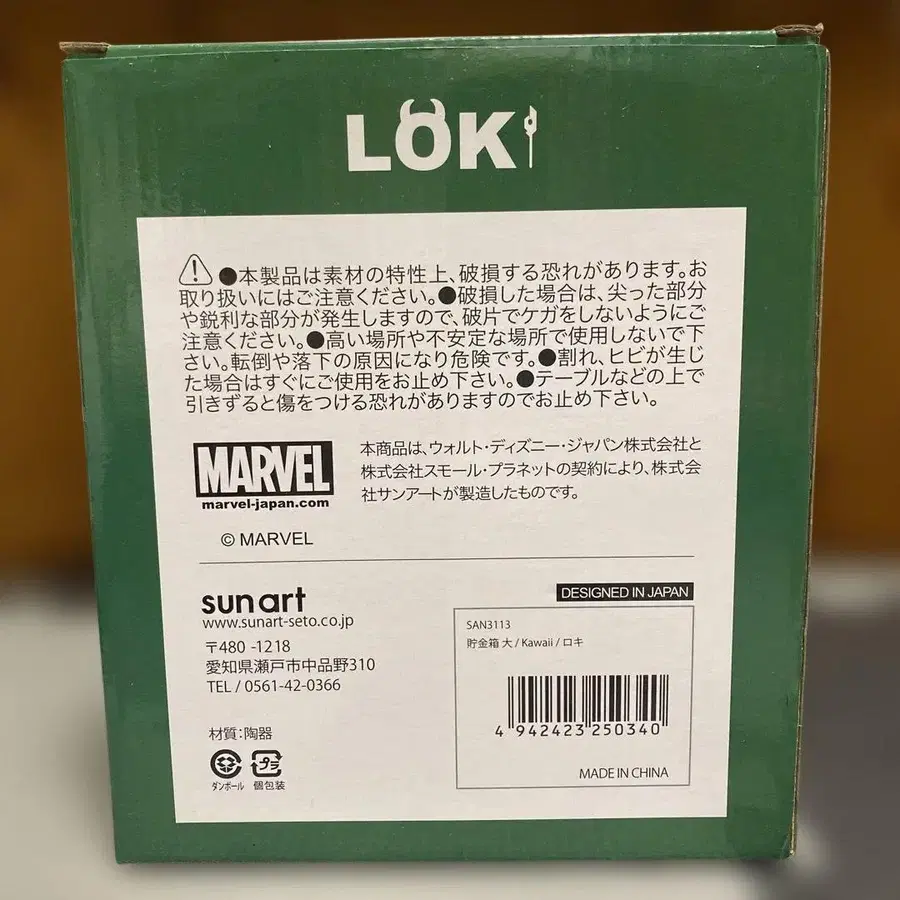 LOKI
●本製品は素材の特性上、破損する恐れがあります。お
取り扱いにはご注意ください。●破損した場合は、尖った部分
や鋭利な部分が発生しますので、破片でケガをしないようにご
注意ください。●高い場所や不安定な場所で使用しないで下
さい。転倒や落下の原因になり危険です。●割れ、ヒビが生じ
た場合はすぐにご使用をお止め下さい。●テーブルなどの上で
引きずると傷をつける恐れがありますのでお止め下さい。
MARVEL
marvel-japan.com
© MARVEL
本商品は、ウォルト・ディズニー・ジャパン株式会社と
株式会社スモール・プラネットの契約により、株式会
社サンアートが製造したものです。
sunart
www.sunart-seto.co.jp
〒480-1218
愛知県瀬戸市中品野310
TEL / 0561-42-0366
材質：陶器
ダンボール
プラ
個包装
DESIGNED IN JAPAN
SAN3113
貯金箱 大 / Kawaii / ロキ
4 942423 250340
MADE IN CHINA